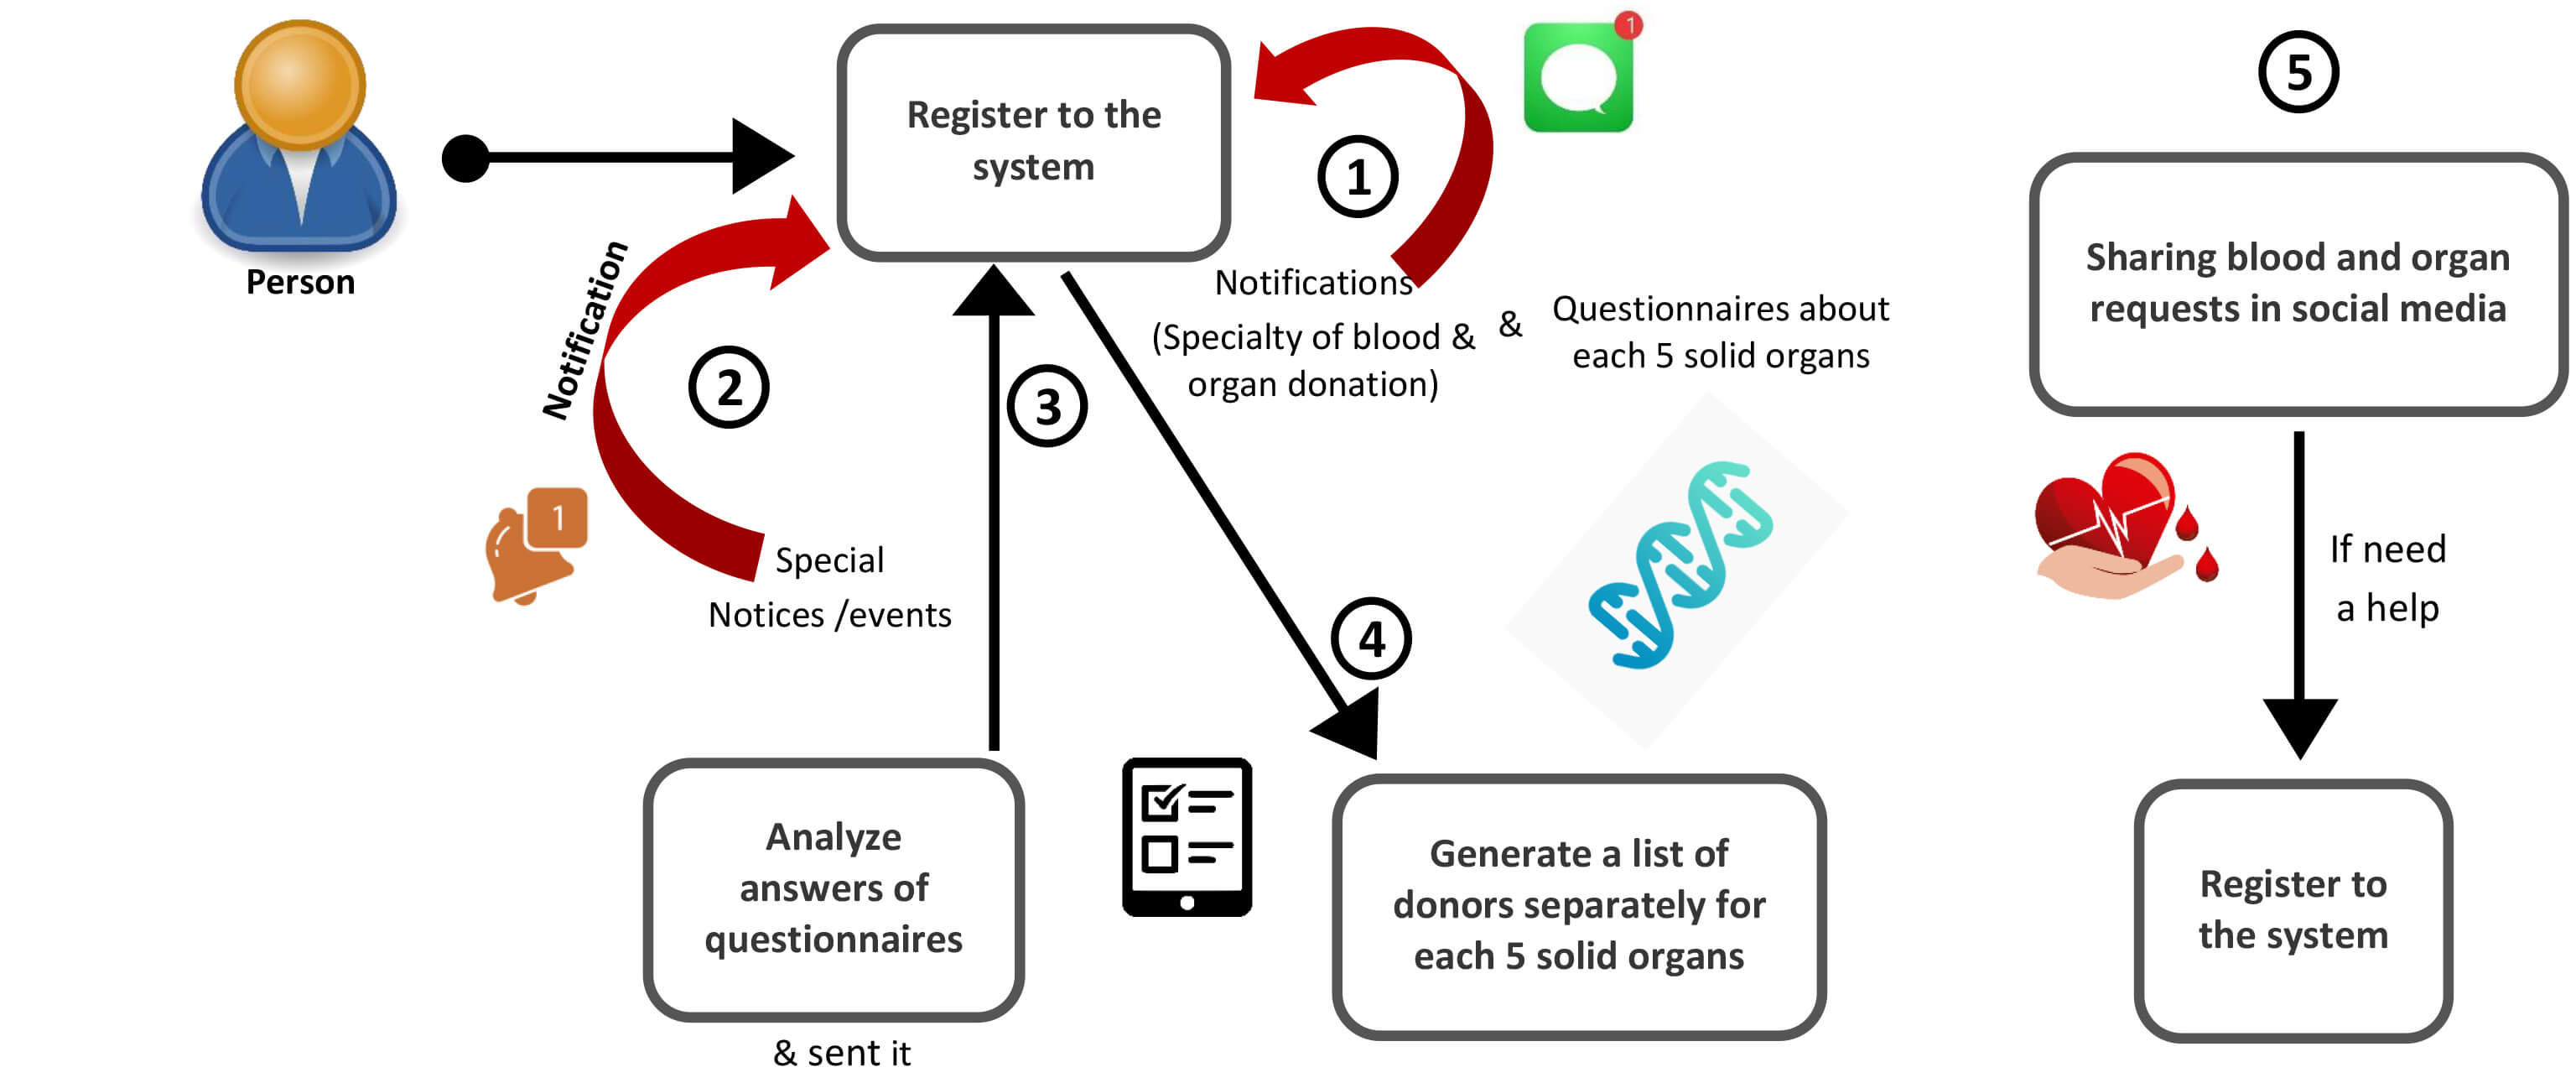 Person
Register to the
system
1
1
Notifications
(Specialty of blood &
organ donation)
&
Questionnaires about
each 5 solid organs
Notification
2
1
Special
Notices /events
3
4
Analyze
answers of
questionnaires
& sent it
Generate a list of
donors separately for
each 5 solid organs
5
Sharing blood and organ
requests in social media
If need
a help
Register to
the system